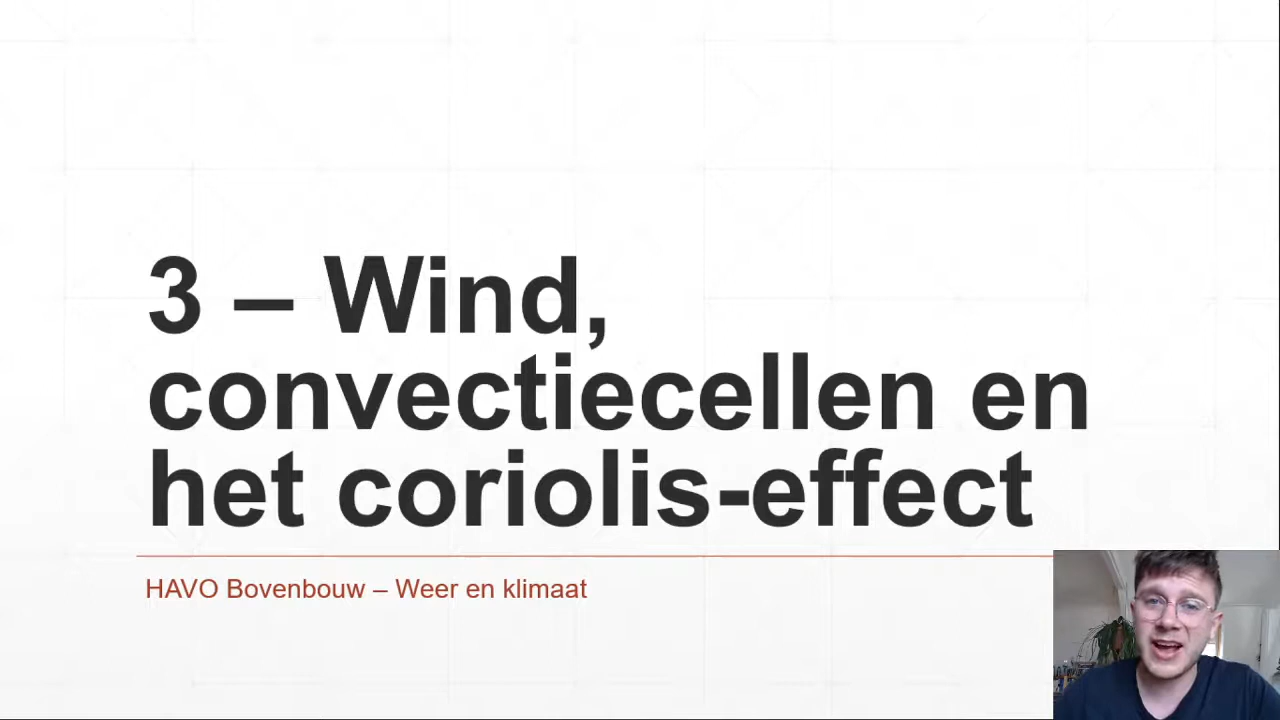 3 – Wind,
convectiecellen en
het coriolis-effect
HAVO Bovenbouw – Weer en klimaat